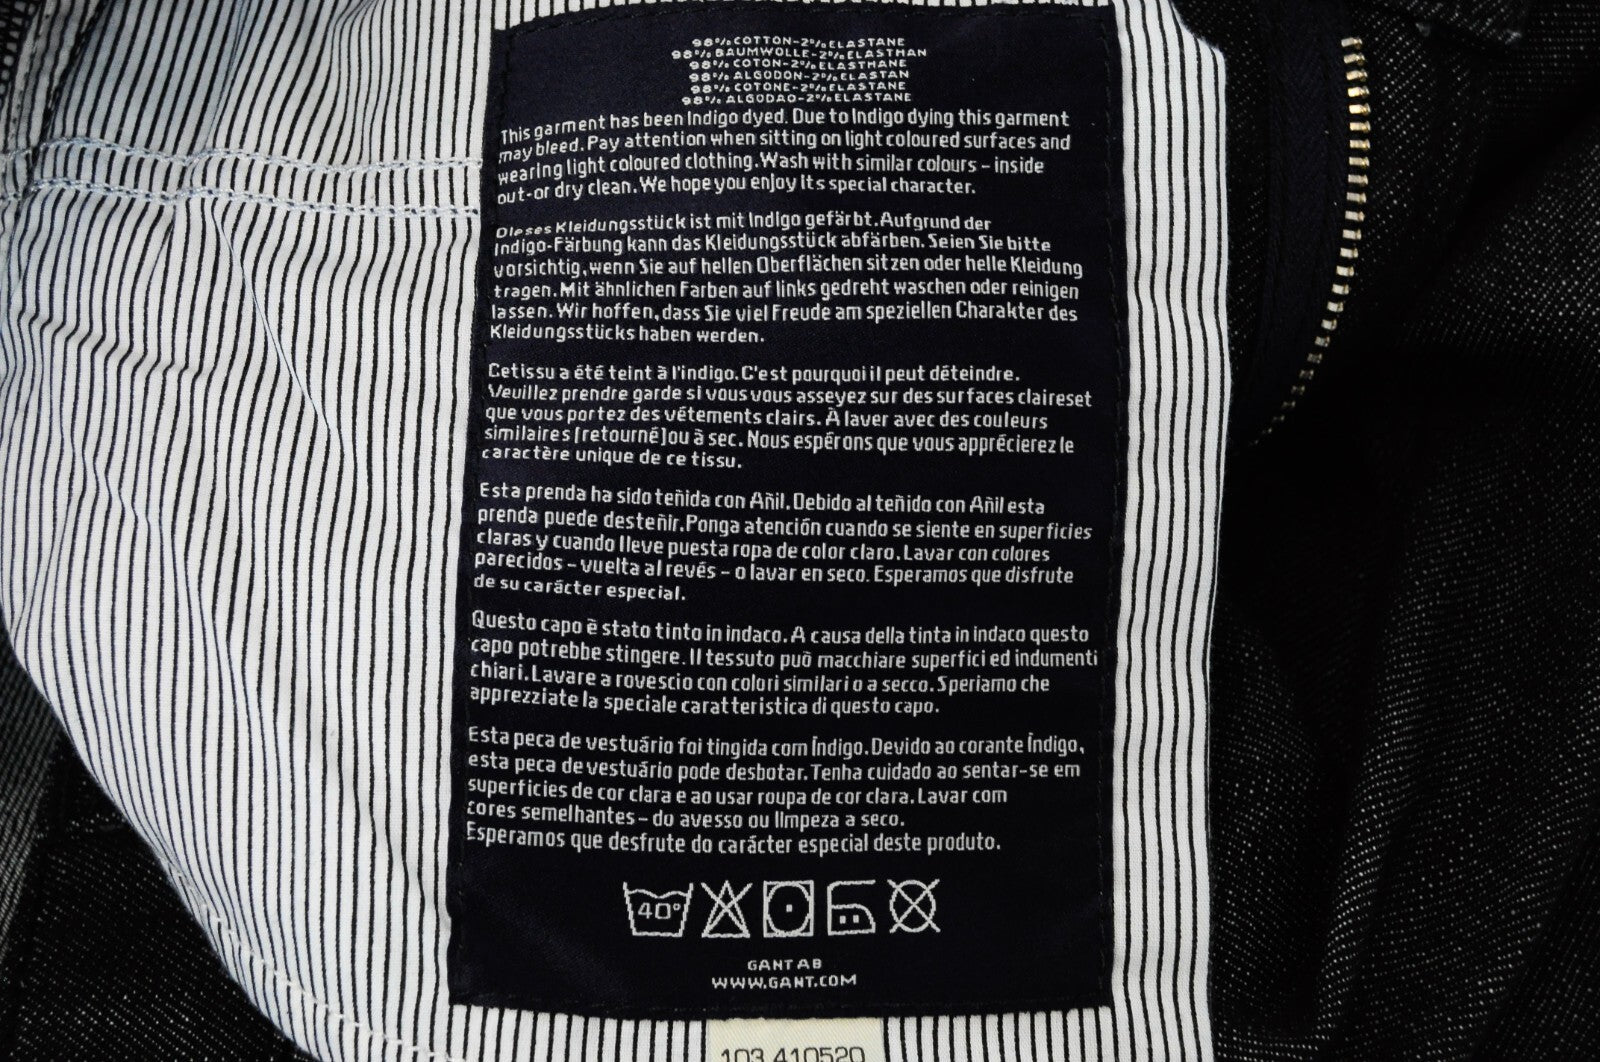 98% COTTON-2% ELASTANE
98% BAUMWOLLE-2% ELASTHAN
98% COTON-2% ELASTHANE
98% ALGODON-2% ELASTAN
98% COTONE-2% ELASTANE
98% ALGODAO-2% ELASTANE
This garment has been Indigo dyed. Due to Indigo dying this garment
may bleed. Pay attention when sitting on light coloured surfaces and
wearing light coloured clothing. Wash with similar colours - inside
out-or dry clean. We hope you enjoy its special character.
Dieses Kleidungsstück ist mit Indigo gefärbt. Aufgrund der
Indigo-Färbung kann das Kleidungsstück abfärben. Seien Sie bitte
vorsichtig, wenn Sie auf hellen Oberflächen sitzen oder helle Kleidung
tragen. Mit ähnlichen Farben auf links gedreht waschen oder reinigen
lassen. Wir hoffen, dass Sie viel Freude am speziellen Charakter des
Kleidungsstücks haben werden.
Cetissu a été teint à l'indigo. C'est pourquoi il peut déteindre.
Veuillez prendre garde si vous vous asseyez sur des surfaces claireset
que vous portez des vêtements clairs. À laver avec des couleurs
similaires [retourné]ou à sec. Nous espérons que vous apprécierez le
caractère unique de ce tissu.
Esta prenda ha sido teñida con Añil. Debido al teñido con Añil esta
prenda puede desteñir. Ponga atención cuando se siente en superficies
claras y cuando lleve puesta ropa de color claro. Lavar con colores
parecidos - vuelta al revés - o lavar en seco. Esperamos que disfrute
de su carácter especial.
Questo capo è stato tinto in indaco. A causa della tinta in indaco questo
capo potrebbe stingere. Il tessuto può macchiare superfici ed indumenti
chiari. Lavare a rovescio con colori similari o a secco. Speriamo che
apprezziate la speciale caratteristica di questo capo.
Esta peca de vestuário foi tingida com Índigo. Devido ao corante Índigo,
esta peca de vestuário pode desbotar. Tenha cuidado ao sentar-se em
superficies de cor clara e ao usar roupa de cor clara. Lavar com
cores semelhantes - do avesso ou limpeza a seco.
Esperamos que desfrute do carácter especial deste produto.
40°
GANT AB
WWW.GANT.COM
103 410520